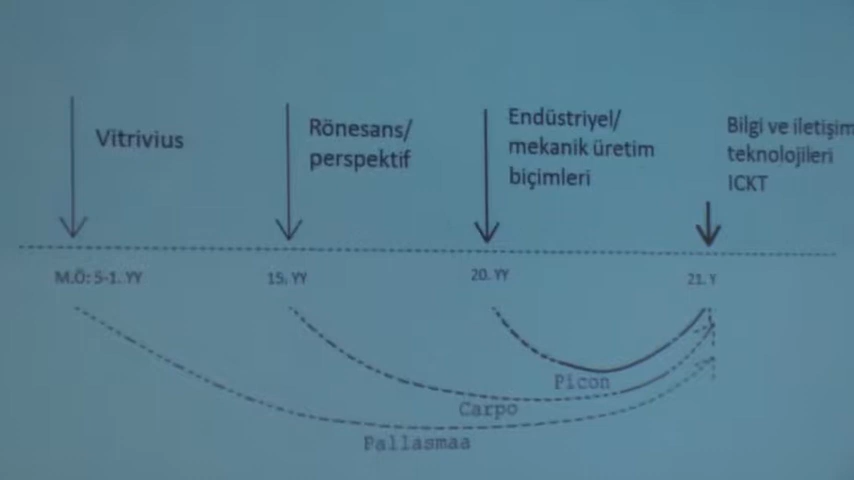 Vitrivius
Rönesans/
perspektif
Endüstriyel/
mekanik üretim
biçimleri
Bilgi ve iletişim
teknolojileri
ICKT
M.Ö: 5-1. YY
15. YY
20. YY
21. Y
Picon
Carpo
Pallasmaa